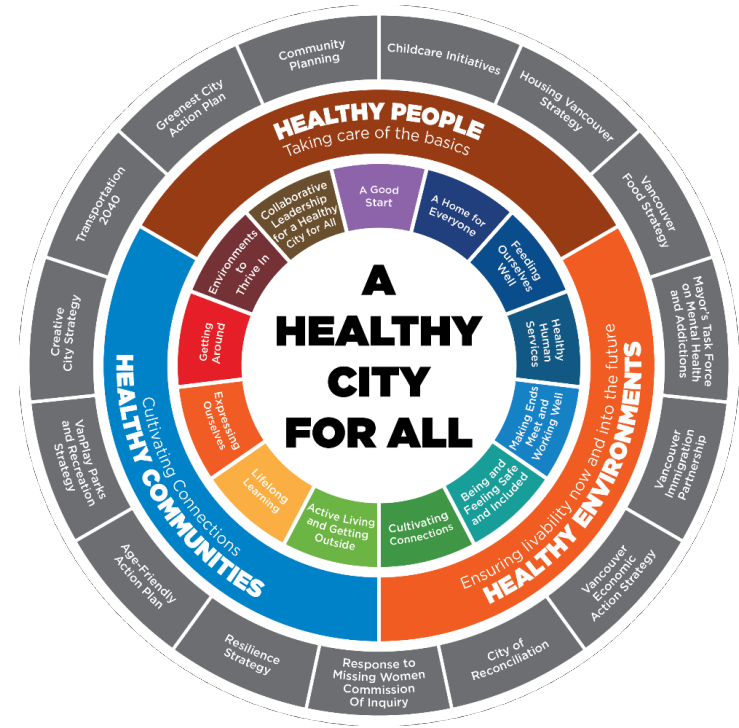 A
HEALTHY
CITY
FOR ALL
A Good
Start
A Home for
Everyone
Feeding
Ourselves
Well
Healthy
Human
Services
Making Ends
Meet and
Working Well
Being and
Feeling Safe
and Included
Cultivating
Connections
Active Living
and Getting
Outside
Lifelong
Learning
Expressing
Ourselves
Getting
Around
Environments
to
Thrive In
Collaborative
Leadership
for a Healthy
City for All
HEALTHY PEOPLE
Taking care of the basics
Ensuring livability now and into the future
HEALTHY ENVIRONMENTS
Cultivating Connections
HEALTHY COMMUNITIES
Community
Planning
Childcare Initiatives
Housing Vancouver
Strategy
Vancouver
Food Strategy
Mayor's Task Force
on Mental Health
and Addictions
Vancouver
Immigration
Partnership
Vancouver
Economic
Action Strategy
City of
Reconciliation
Response to
Missing Women
Commission
Of Inquiry
Resilience
Strategy
Age-Friendly
Action Plan
VanPlay Parks
and Recreation
Strategy
Creative
City Strategy
Transportation
2040
Greenest City
Action Plan